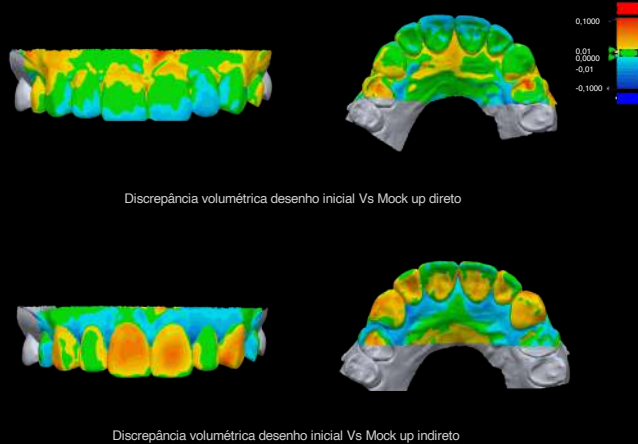 0,1000
0,01
0,0000
-0,01
-0,1000
Discrepância volumétrica desenho inicial Vs Mock up direto
Discrepância volumétrica desenho inicial Vs Mock up indireto